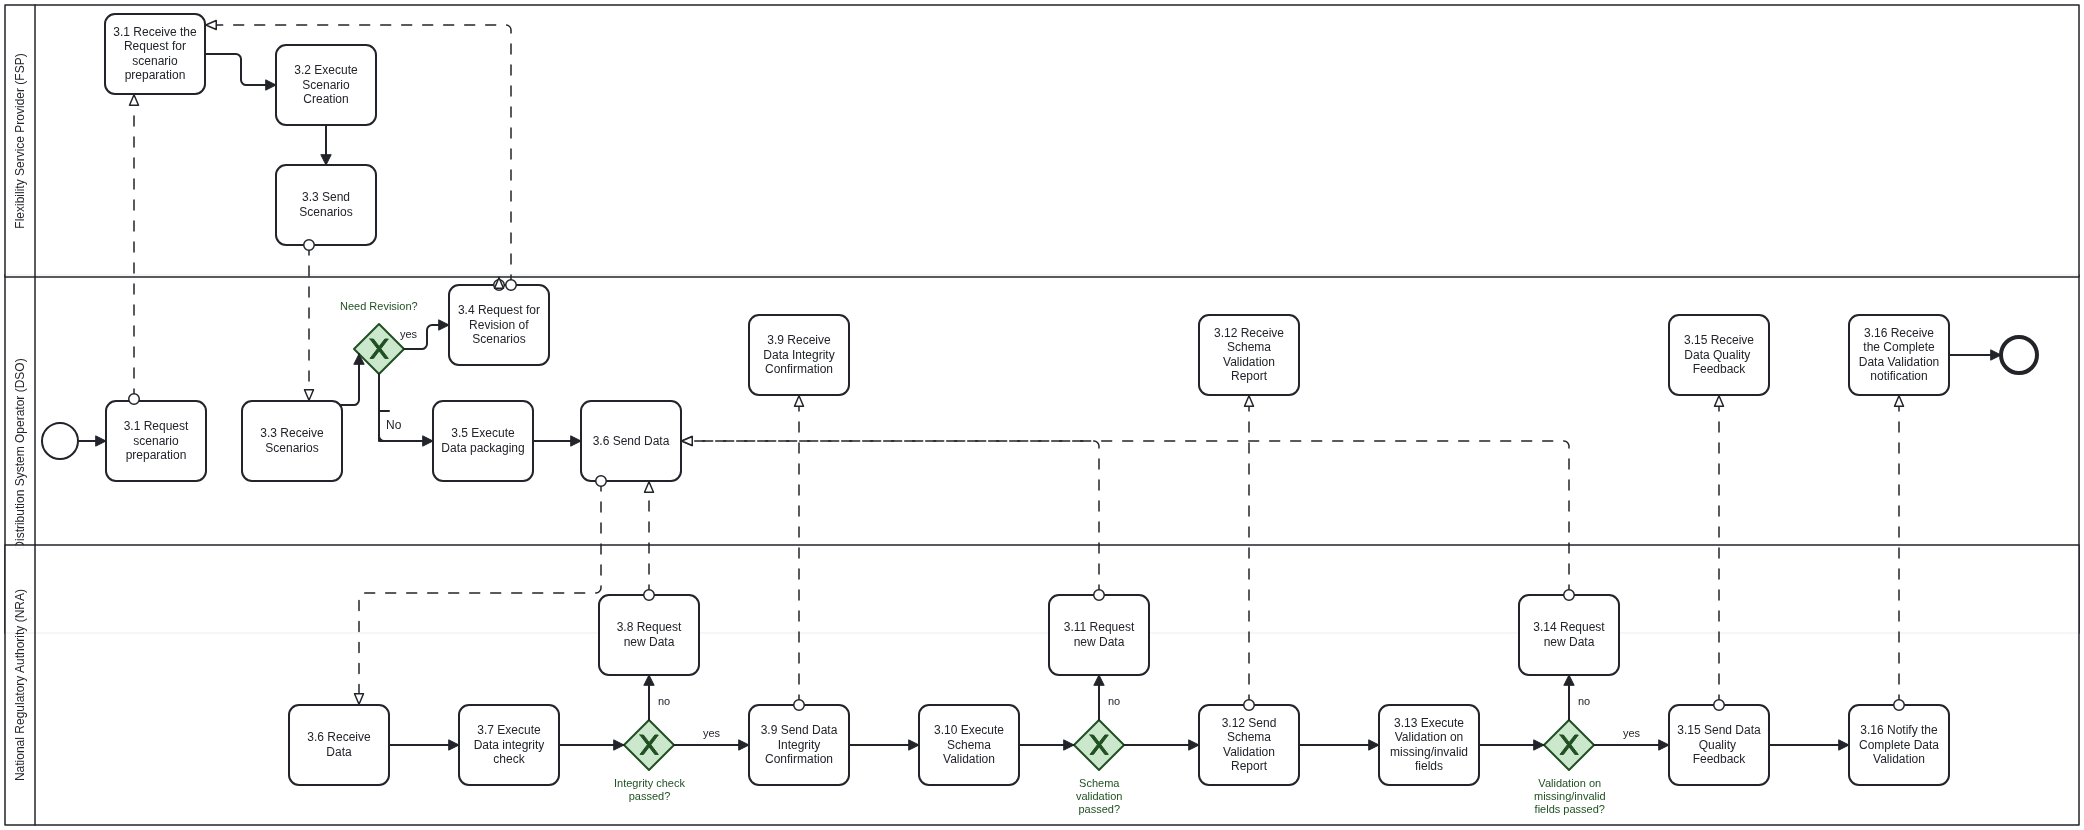 Flexibility Service Provider (FSP)
3.1 Receive the
Request for
scenario
preparation
3.2 Execute
Scenario
Creation
3.3 Send
Scenarios
istribution System Operator (DSO)
3.1 Request
scenario
preparation
3.3 Receive
Scenarios
Need Revision?
yes
No
3.4 Request for
Revision of
Scenarios
3.5 Execute
Data packaging
3.6 Send Data
3.9 Receive
Data Integrity
Confirmation
3.12 Receive
Schema
Validation
Report
3.15 Receive
Data Quality
Feedback
3.16 Receive
the Complete
Data Validation
notification
National Regulatory Authority (NRA)
3.6 Receive
Data
3.7 Execute
Data integrity
check
Integrity check
passed?
no
3.8 Request
new Data
yes
3.9 Send Data
Integrity
Confirmation
3.10 Execute
Schema
Validation
Schema
validation
passed?
no
3.11 Request
new Data
3.12 Send
Schema
Validation
Report
3.13 Execute
Validation on
missing/invalid
fields
Validation on
missing/invalid
fields passed?
no
3.14 Request
new Data
yes
3.15 Send Data
Quality
Feedback
3.16 Notify the
Complete Data
Validation